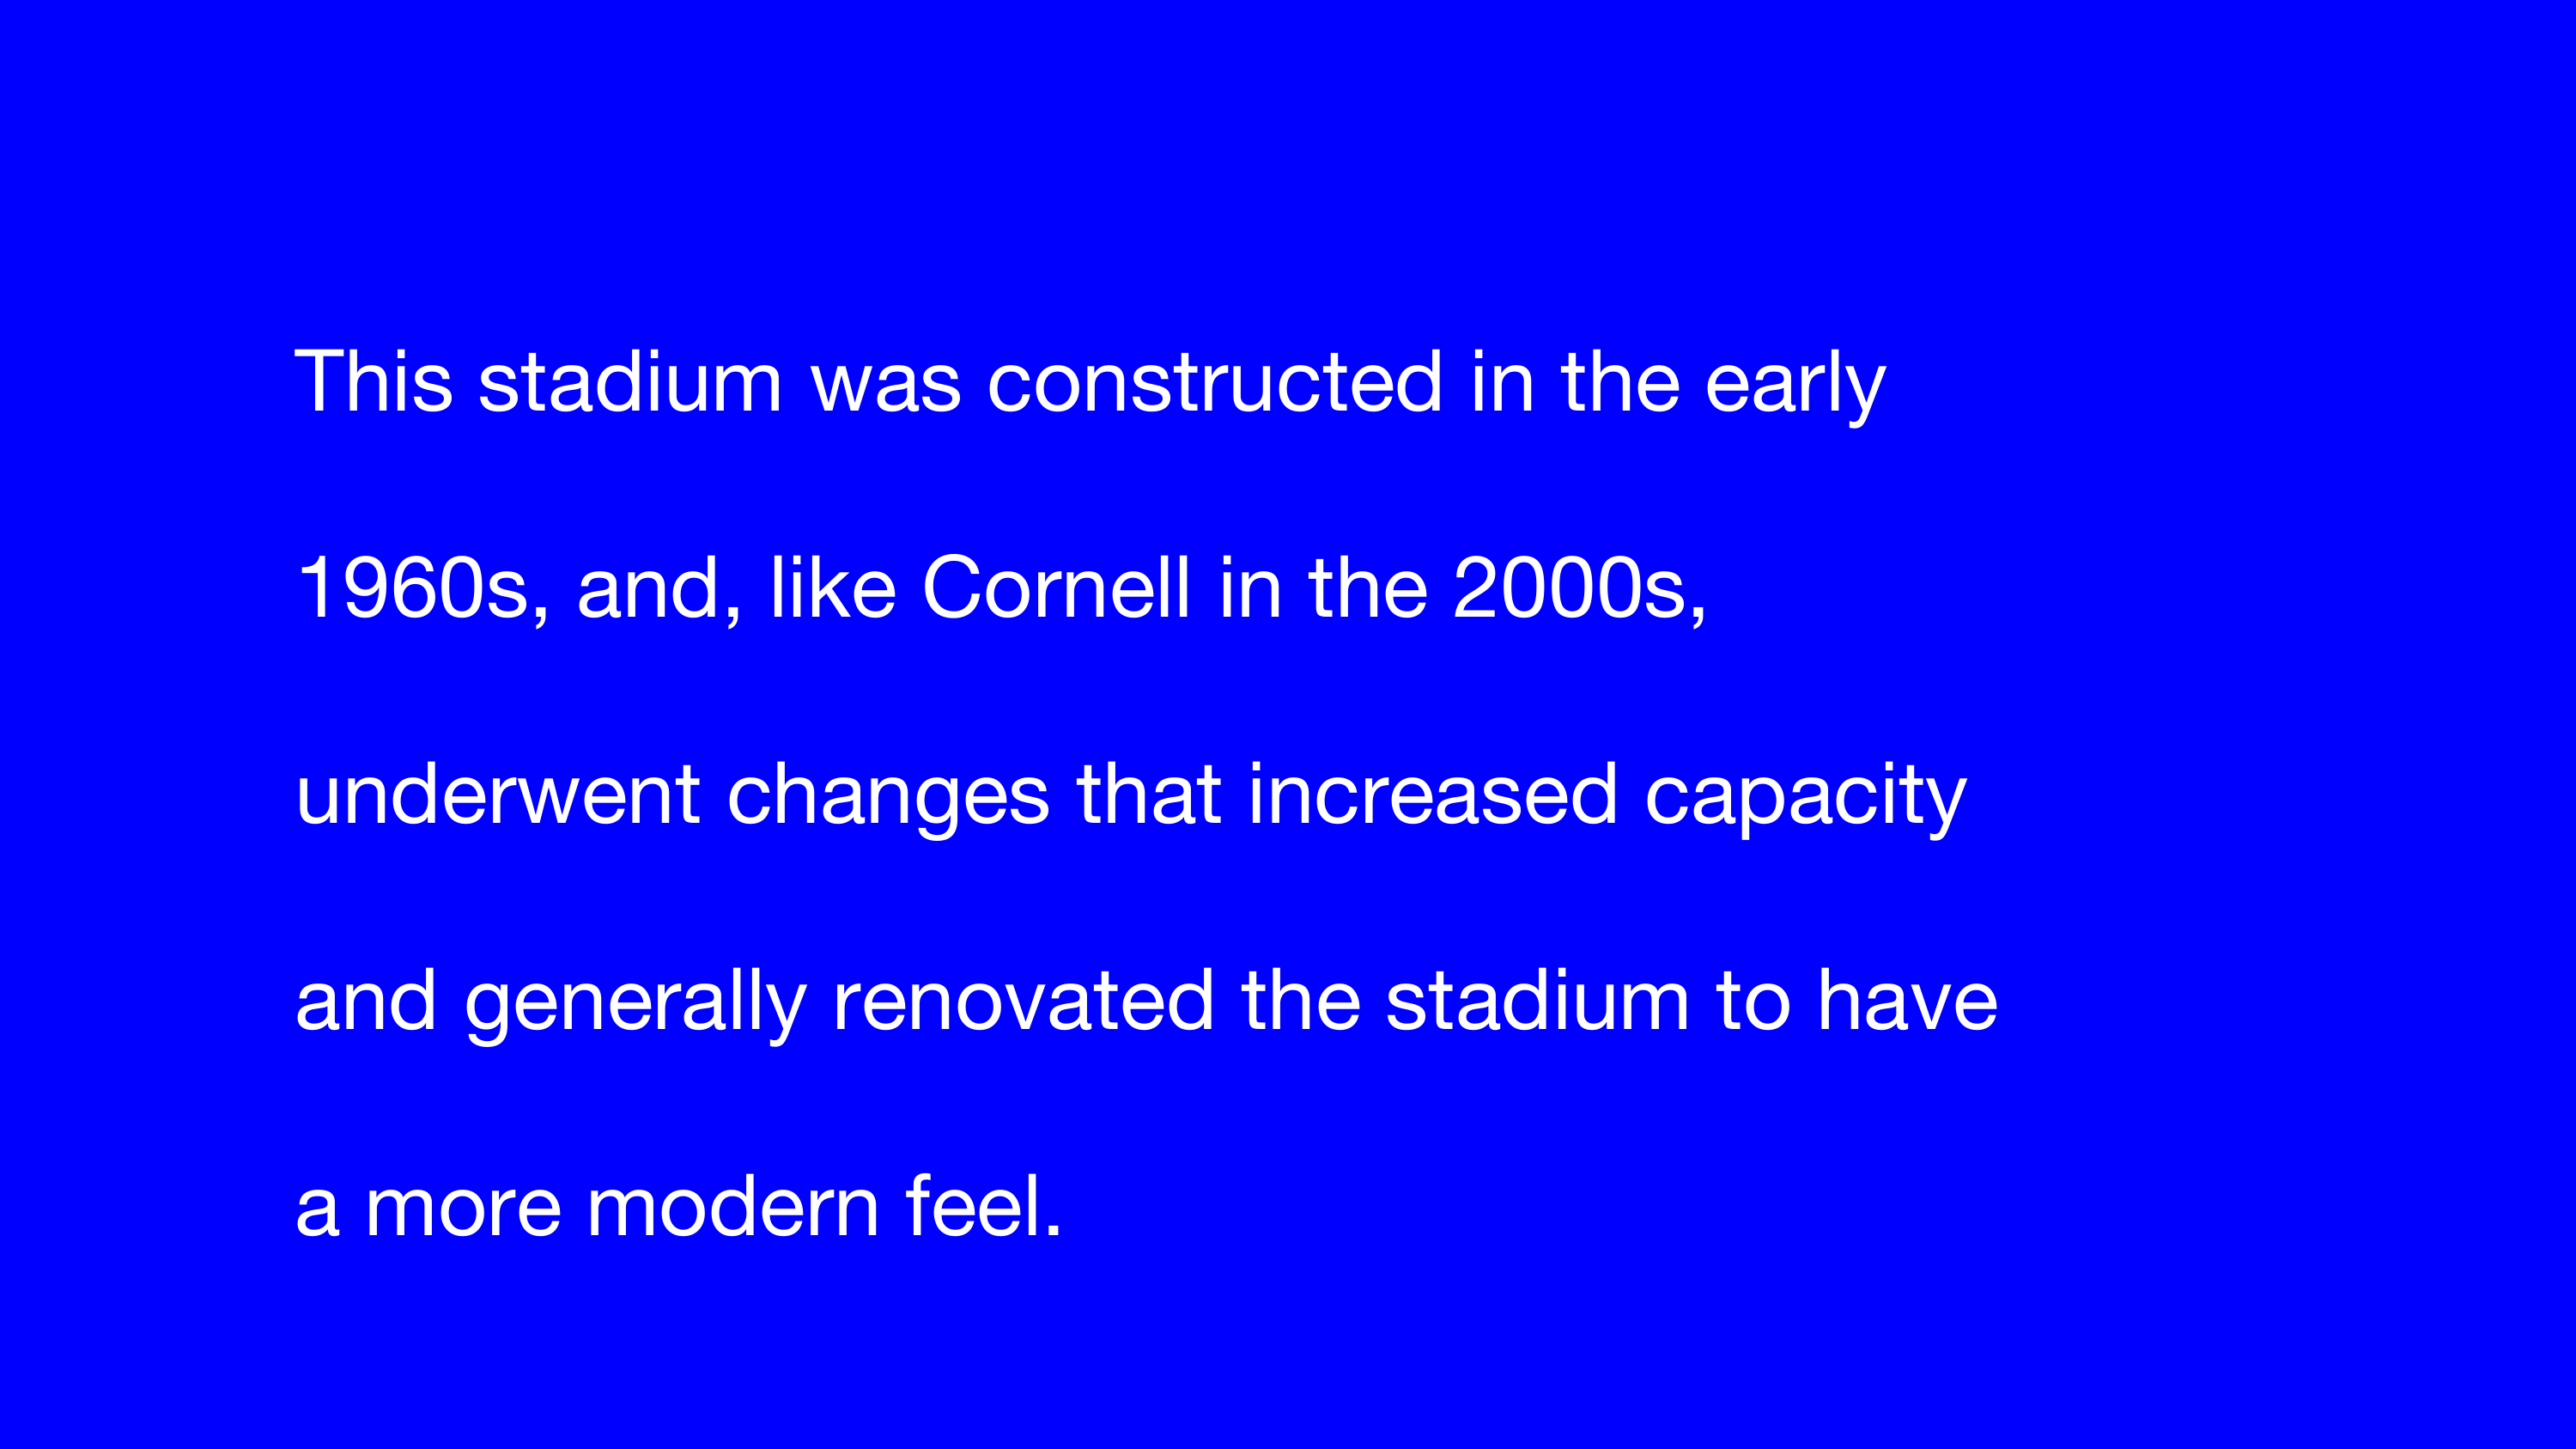 This stadium was constructed in the early
1960s, and, like Cornell in the 2000s,
underwent changes that increased capacity
and generally renovated the stadium to have
a more modern feel.